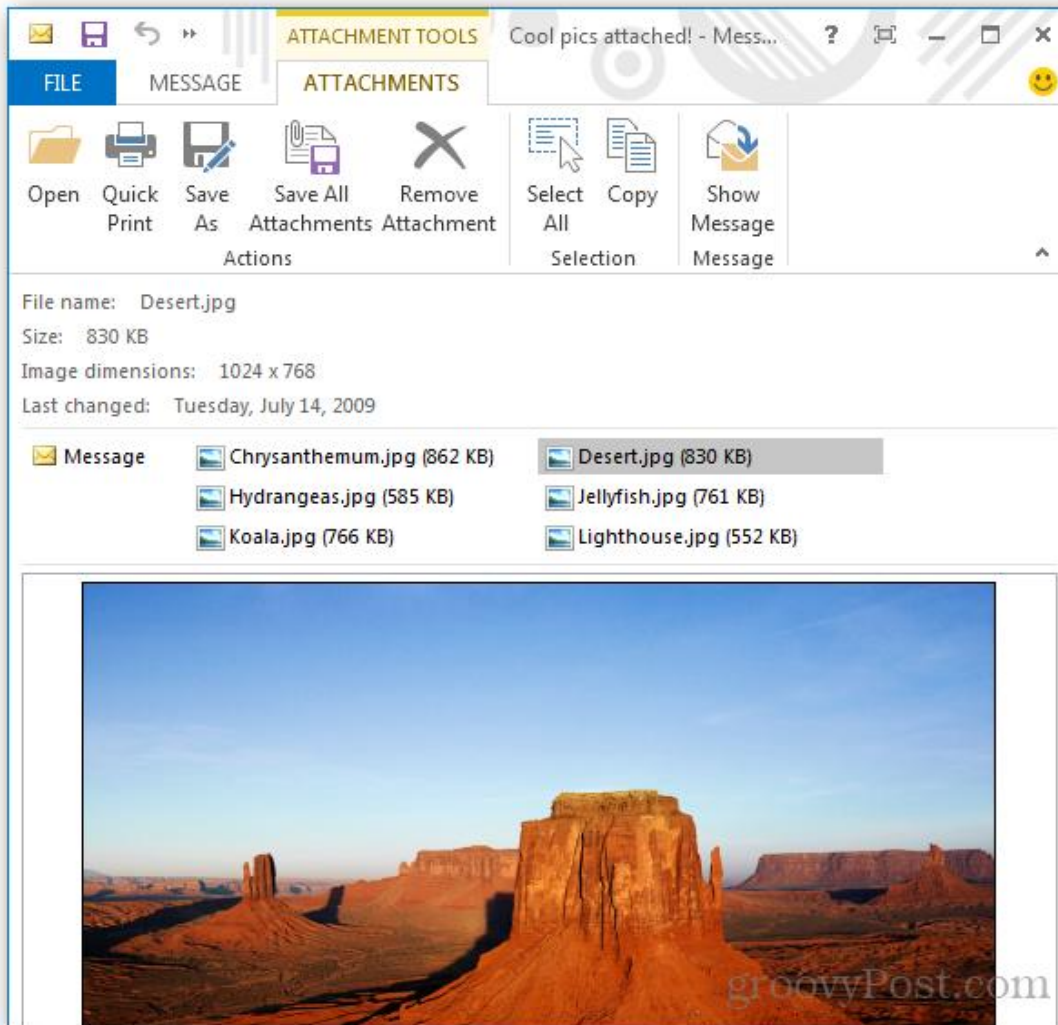 ATTACHMENT TOOLS Cool pics attached! - Mess... ?
FILE MESSAGE ATTACHMENTS
Open Quick Print Save As Save All Attachments Remove Attachment Select All Copy Show Message
Actions Selection Message
File name: Desert.jpg
Size: 830 KB
Image dimensions: 1024 x 768
Last changed: Tuesday, July 14, 2009
Message Chrysanthemum.jpg (862 KB) Desert.jpg (830 KB)
Hydrangeas.jpg (585 KB) Jellyfish.jpg (761 KB)
Koala.jpg (766 KB) Lighthouse.jpg (552 KB)
groovyPost.com